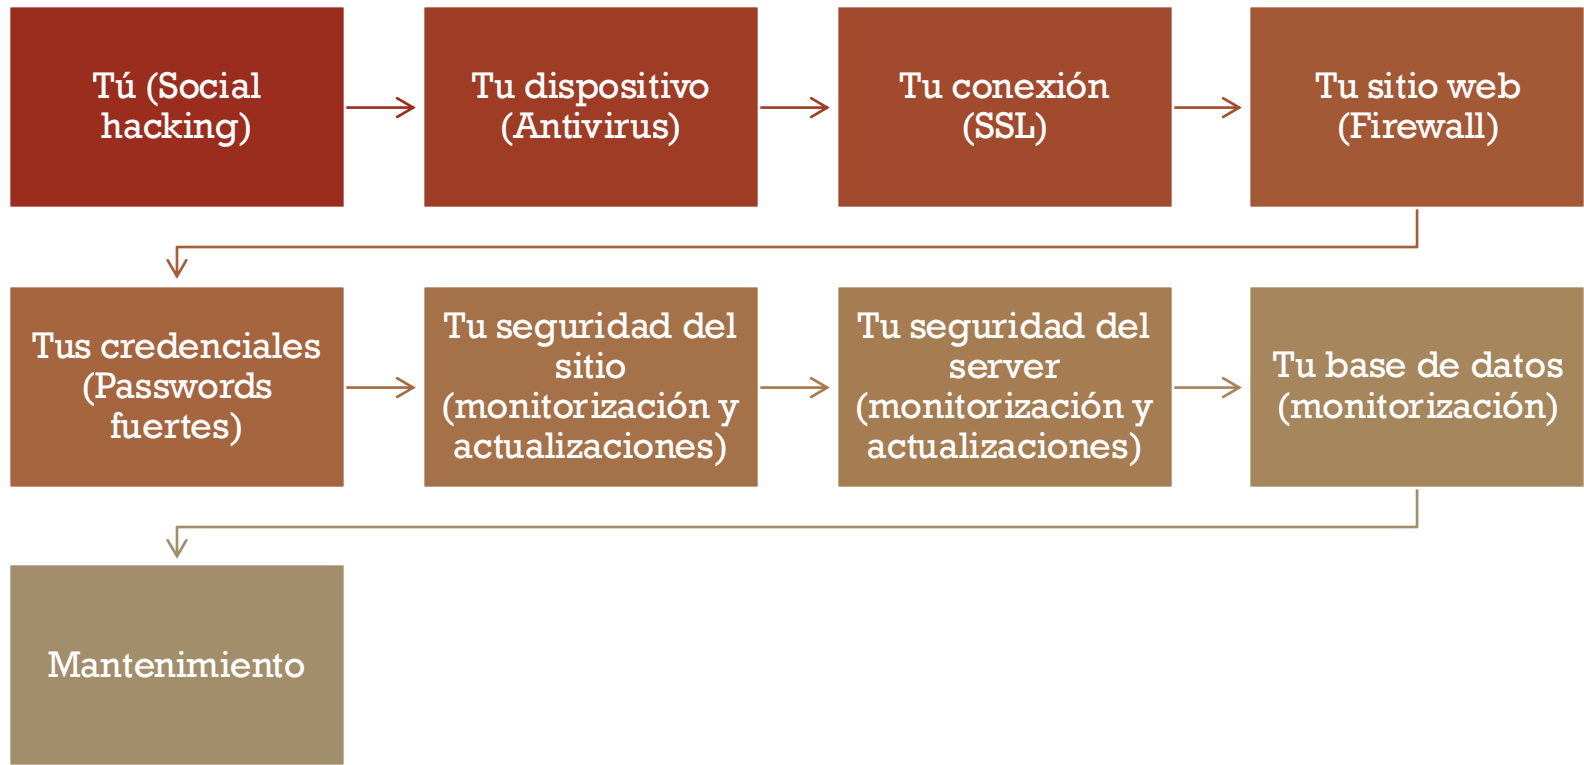 Tú (Social
hacking)
Tu dispositivo
(Antivirus)
Tu conexión
(SSL)
Tu sitio web
(Firewall)
Tus credenciales
(Passwords
fuertes)
Tu seguridad del
sitio
(monitorización y
actualizaciones)
Tu seguridad del
server
(monitorización y
actualizaciones)
Tu base de datos
(monitorización)
Mantenimiento